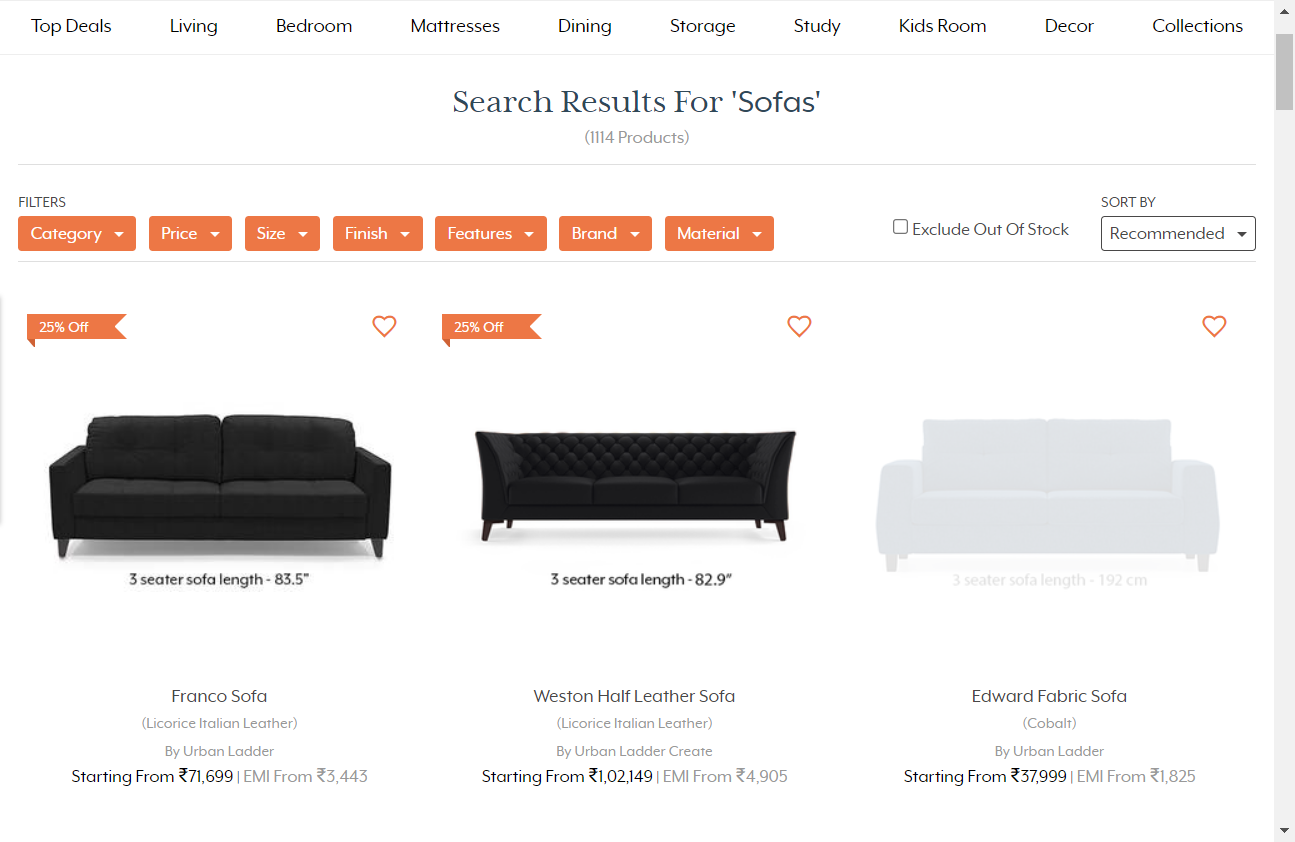 Top Deals Living Bedroom Mattresses Dining Storage Study Kids Room Decor Collections
Search Results For 'Sofas'
(1114 Products)
FILTERS
SORT BY
Category Price Size Finish Features Brand Material Exclude Out Of Stock Recommended
25% Off 25% Off
3 seater sofa length - 83.5" 3 seater sofa length - 82.9" 3 seater sofa length - 192 cm
Franco Sofa Weston Half Leather Sofa Edward Fabric Sofa
(Licorice Italian Leather) (Licorice Italian Leather) (Cobalt)
By Urban Ladder By Urban Ladder Create By Urban Ladder
Starting From ₹71,699 | EMI From ₹3,443 Starting From ₹1,02,149 | EMI From ₹4,905 Starting From ₹37,999 | EMI From ₹1,825